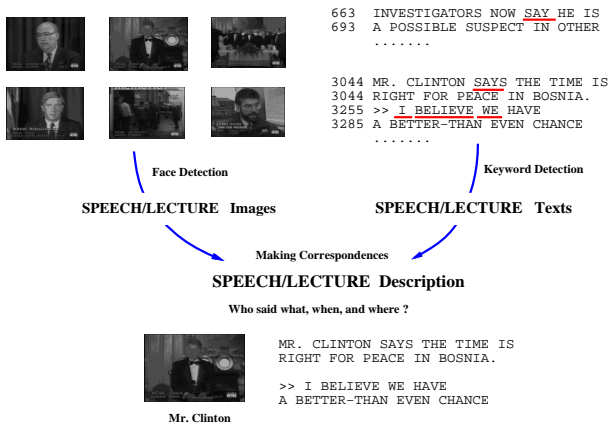 663 INVESTIGATORS NOW SAY HE IS
693 A POSSIBLE SUSPECT IN OTHER
.......
3044 MR. CLINTON SAYS THE TIME IS
3044 RIGHT FOR PEACE IN BOSNIA.
3255 >> I BELIEVE WE HAVE
3285 A BETTER-THAN EVEN CHANCE
.......
Face Detection
Keyword Detection
SPEECH/LECTURE Images
SPEECH/LECTURE Texts
Making Correspondences
SPEECH/LECTURE Description
Who said what, when, and where ?
MR. CLINTON SAYS THE TIME IS
RIGHT FOR PEACE IN BOSNIA.
>> I BELIEVE WE HAVE
A BETTER-THAN EVEN CHANCE
Mr. Clinton